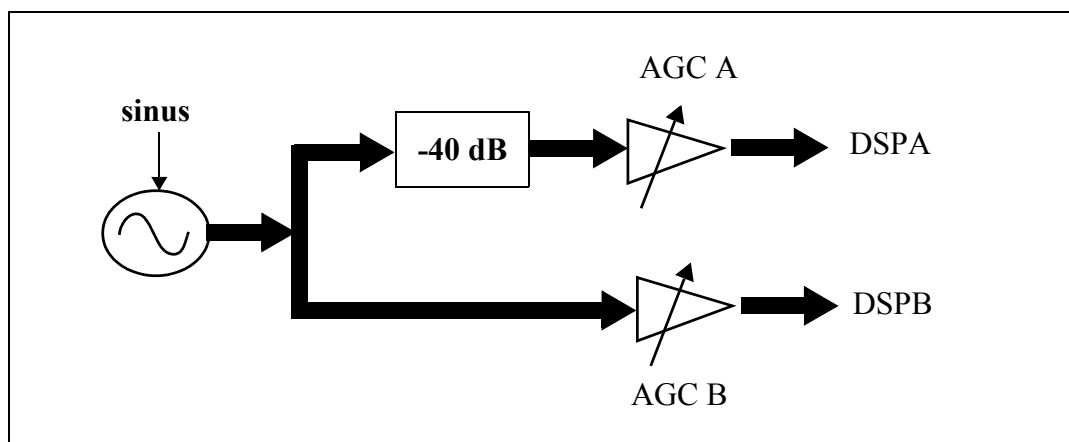 AGC A
sinus
-40 dB
DSPA
DSPB
AGC B